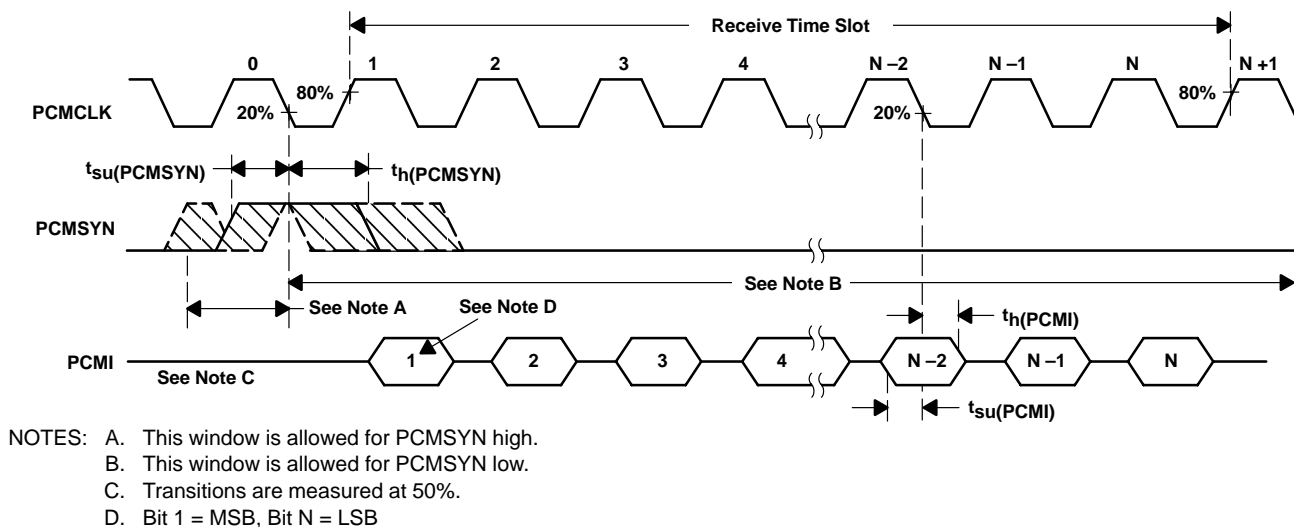 Receive Time Slot
0 1 2 3 4 N –2 N –1 N N +1
80% 80%
PCMCLK 20% 20%
tsu(PCMSYN) th(PCMSYN)
PCMSYN
See Note B
See Note A
See Note D th(PCMI)
PCMI 1 2 3 4 N –2 N –1 N
See Note C
tsu(PCMI)
NOTES: A. This window is allowed for PCMSYN high.
B. This window is allowed for PCMSYN low.
C. Transitions are measured at 50%.
D. Bit 1 = MSB, Bit N = LSB